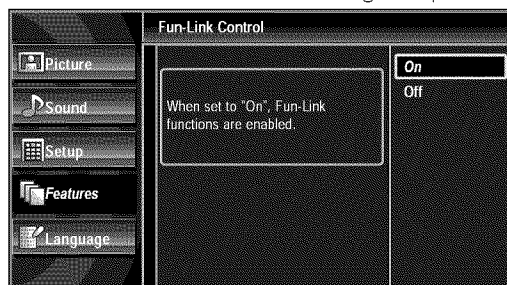 Fun-Link Control
Picture
Sound
Setup
Features
Language
When set to "On", Fun-Link
functions are enabled.
On
Off